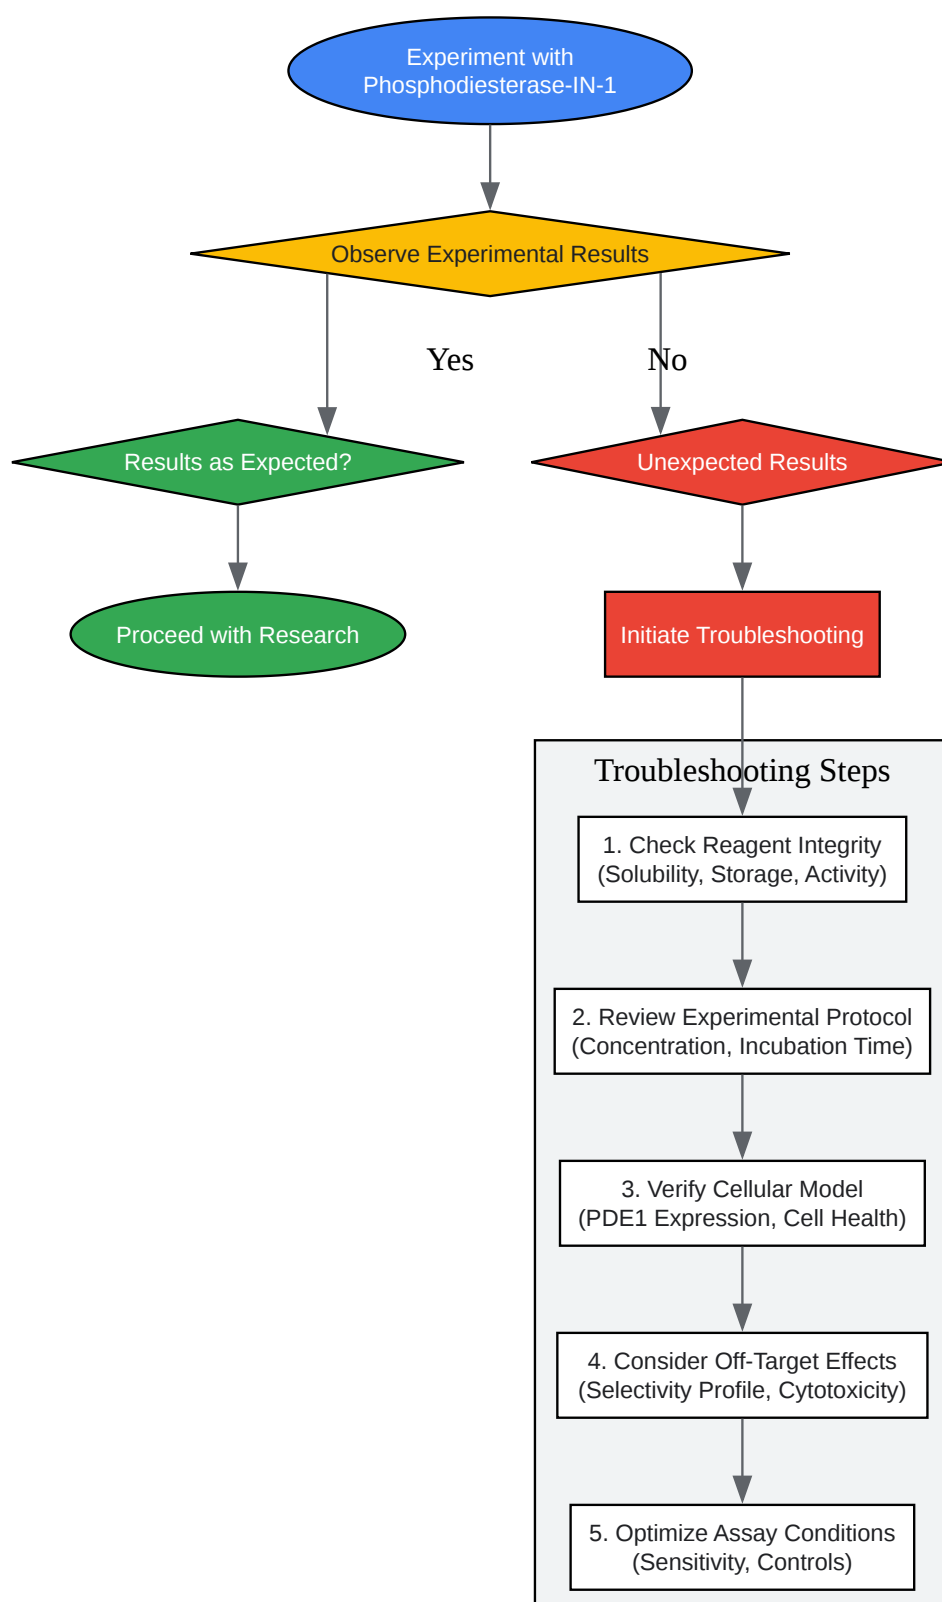 Experiment with
Phosphodiesterase-IN-1
Observe Experimental Results
Yes
No
Results as Expected?
Unexpected Results
Proceed with Research
Initiate Troubleshooting
Troubleshooting Steps
1. Check Reagent Integrity
(Solubility, Storage, Activity)
2. Review Experimental Protocol
(Concentration, Incubation Time)
3. Verify Cellular Model
(PDE1 Expression, Cell Health)
4. Consider Off-Target Effects
(Selectivity Profile, Cytotoxicity)
5. Optimize Assay Conditions
(Sensitivity, Controls)